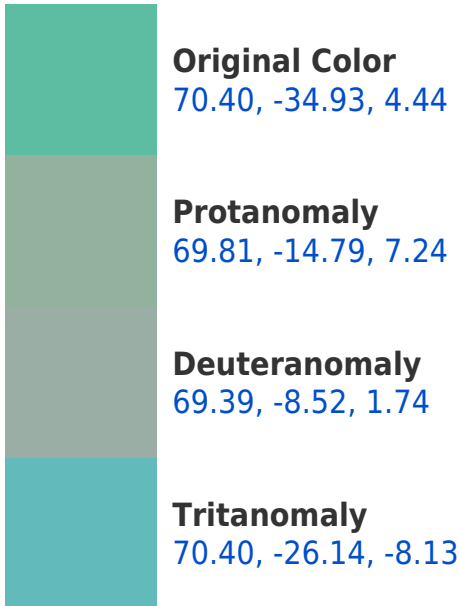 Original Color
70.40, -34.93, 4.44
Protanomaly
69.81, -14.79, 7.24
Deuteranomaly
69.39, -8.52, 1.74
Tritanomaly
70.40, -26.14, -8.13